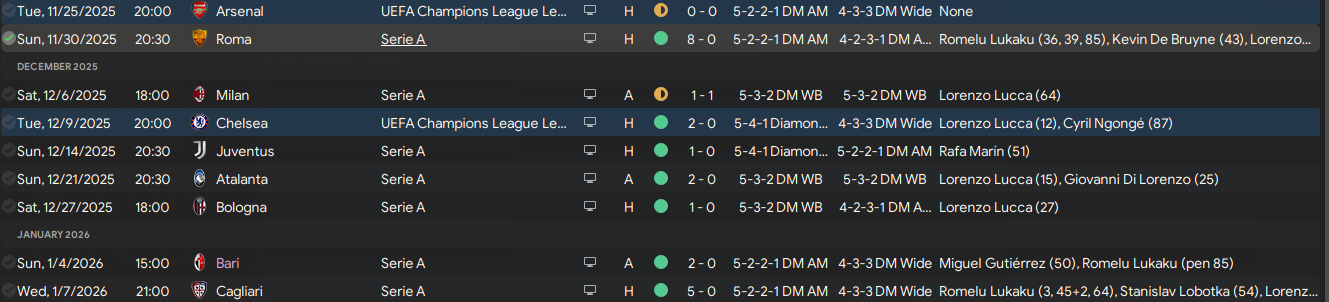 Tue, 11/25/2025 20:00 Arsenal UEFA Champions League Le... H 0 - 0 5-2-2-1 DM AM 4-3-3 DM Wide None
Sun, 11/30/2025 20:30 Roma Serie A H 8 - 0 5-2-2-1 DM AM 4-2-3-1 DM A... Romelu Lukaku (36, 39, 85), Kevin De Bruyne (43), Lorenzo...
DECEMBER 2025
Sat, 12/6/2025 18:00 Milan Serie A A 1 - 1 5-3-2 DM WB 5-3-2 DM WB Lorenzo Lucca (64)
Tue, 12/9/2025 20:00 Chelsea UEFA Champions League Le... H 2 - 0 5-4-1 Diamon... 4-3-3 DM Wide Lorenzo Lucca (12), Cyril Ngongé (87)
Sun, 12/14/2025 20:30 Juventus Serie A H 1 - 0 5-4-1 Diamon... 5-2-2-1 DM AM Rafa Marín (51)
Sun, 12/21/2025 20:30 Atalanta Serie A A 2 - 0 5-3-2 DM WB 5-3-2 DM WB Lorenzo Lucca (15), Giovanni Di Lorenzo (25)
Sat, 12/27/2025 18:00 Bologna Serie A H 1 - 0 5-3-2 DM WB 4-2-3-1 DM A... Lorenzo Lucca (27)
JANUARY 2026
Sun, 1/4/2026 15:00 Bari Serie A A 2 - 0 5-2-2-1 DM AM 4-3-3 DM Wide Miguel Gutiérrez (50), Romelu Lukaku (pen 85)
Wed, 1/7/2026 21:00 Cagliari Serie A H 5 - 0 5-2-2-1 DM AM 4-3-3 DM Wide Romelu Lukaku (3, 45+2, 64), Stanislav Lobotka (54), Lorenz...